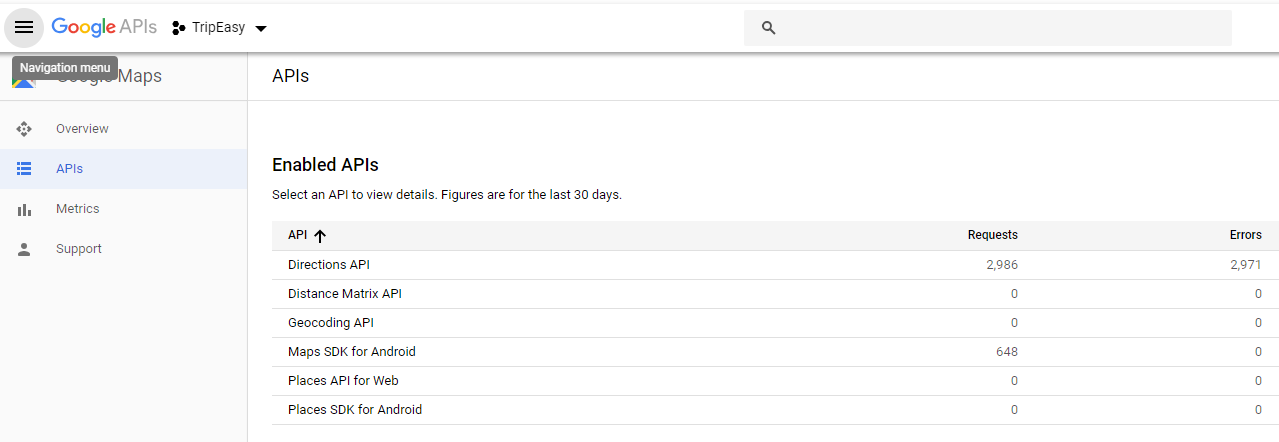 Google APIs TripEasy
Navigation menu
Google Maps
APIs
Overview
APIs
Metrics
Support
Enabled APIs
Select an API to view details. Figures are for the last 30 days.
API Requests Errors
Directions API 2,986 2,971
Distance Matrix API 0 0
Geocoding API 0 0
Maps SDK for Android 648 0
Places API for Web 0 0
Places SDK for Android 0 0